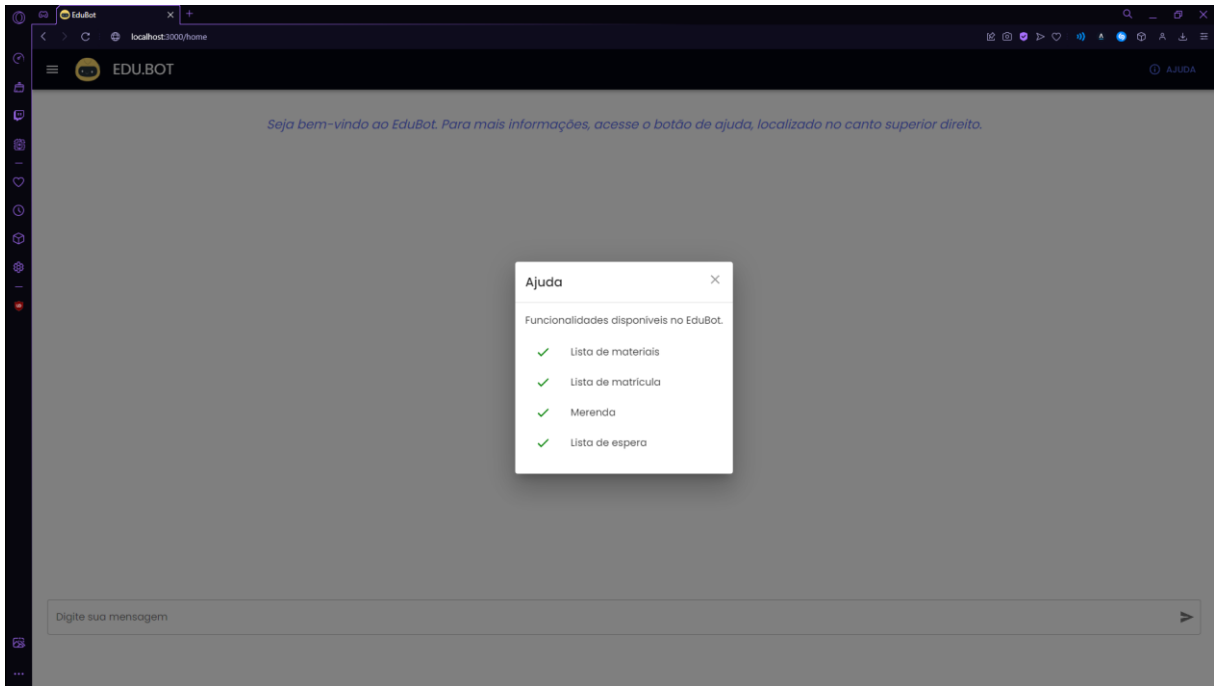 EduBot
localhost:3000/home
EDU.BOT
AJUDA
Seja bem-vindo ao EduBot. Para mais informações, acesse o botão de ajuda, localizado no canto superior direito.
Ajuda
Funcionalidades disponíveis no EduBot.
Lista de materiais
Lista de matrícula
Merenda
Lista de espera
Digite sua mensagem